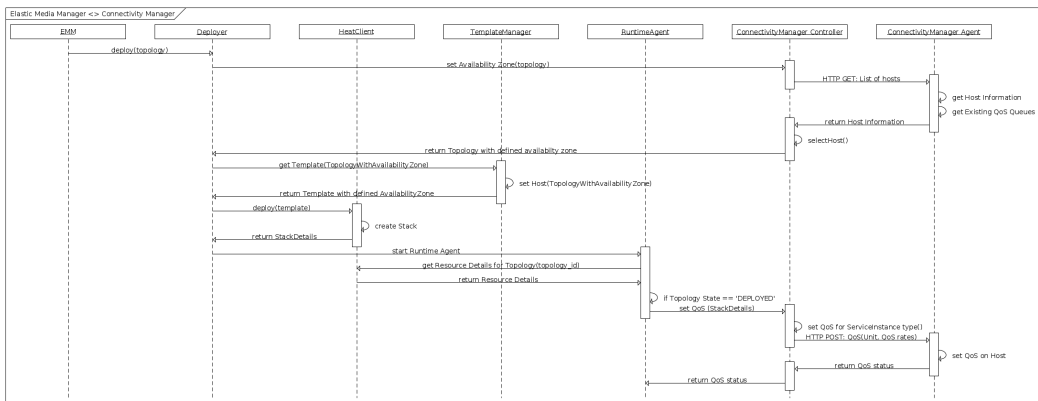 Elastic Media Manager <> Connectivity Manager
EMM
Deployer
HeatClient
TemplateManager
RuntimeAgent
ConnectivityManager Controller
ConnectivityManager Agent
deploy(topology)
set Availability Zone(topology)
HTTP GET: List of hosts
get Host Information
get Existing QoS Queues
return Host Information
selectHost()
return Topology with defined availability zone
get Template(TopologyWithAvailabilityZone)
set Host(TopologyWithAvailabilityZone)
return Template with defined AvailabilityZone
deploy(template)
create Stack
return StackDetails
start Runtime Agent
get Resource Details for Topology(topology_id)
return Resource Details
if Topology State == 'DEPLOYED'
set QoS (StackDetails)
set QoS for ServiceInstance type()
HTTP POST: QoS(Unit, QoS rates)
set QoS on Host
return QoS status
return QoS status